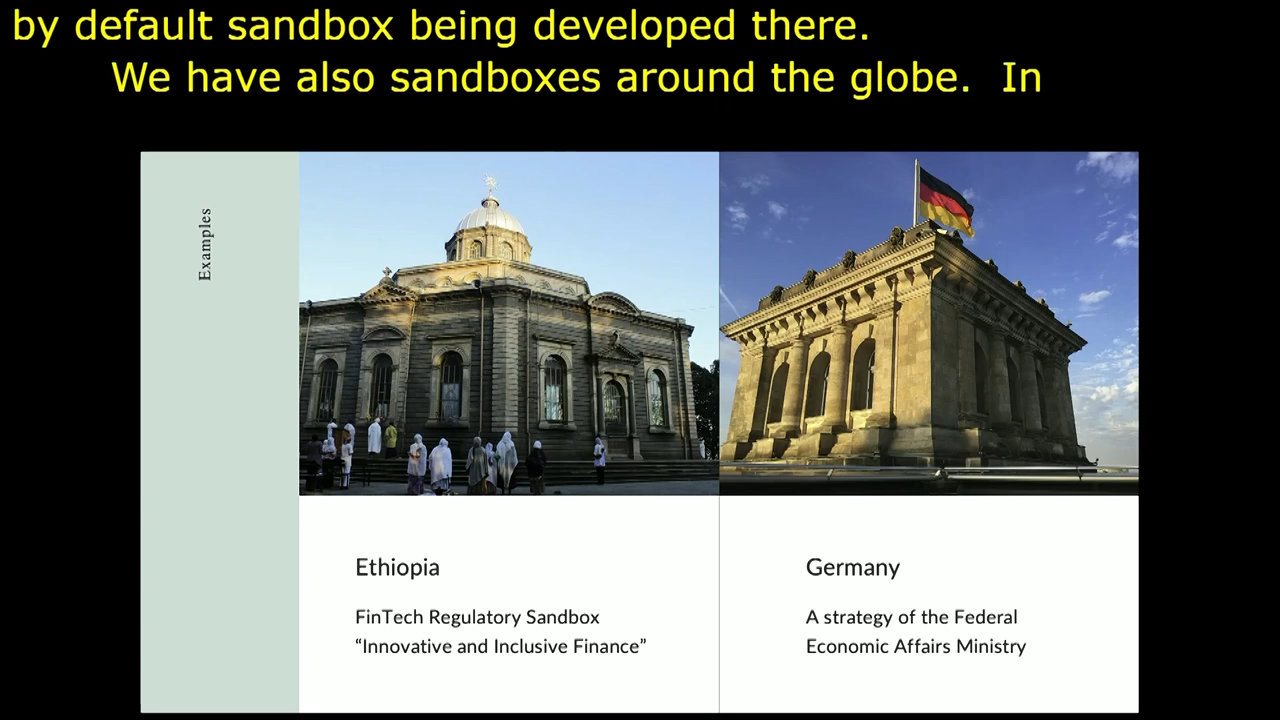 by default sandbox being developed there.
We have also sandboxes around the globe.  In
Examples
Ethiopia
FinTech Regulatory Sandbox
“Innovative and Inclusive Finance”
Germany
A strategy of the Federal
Economic Affairs Ministry